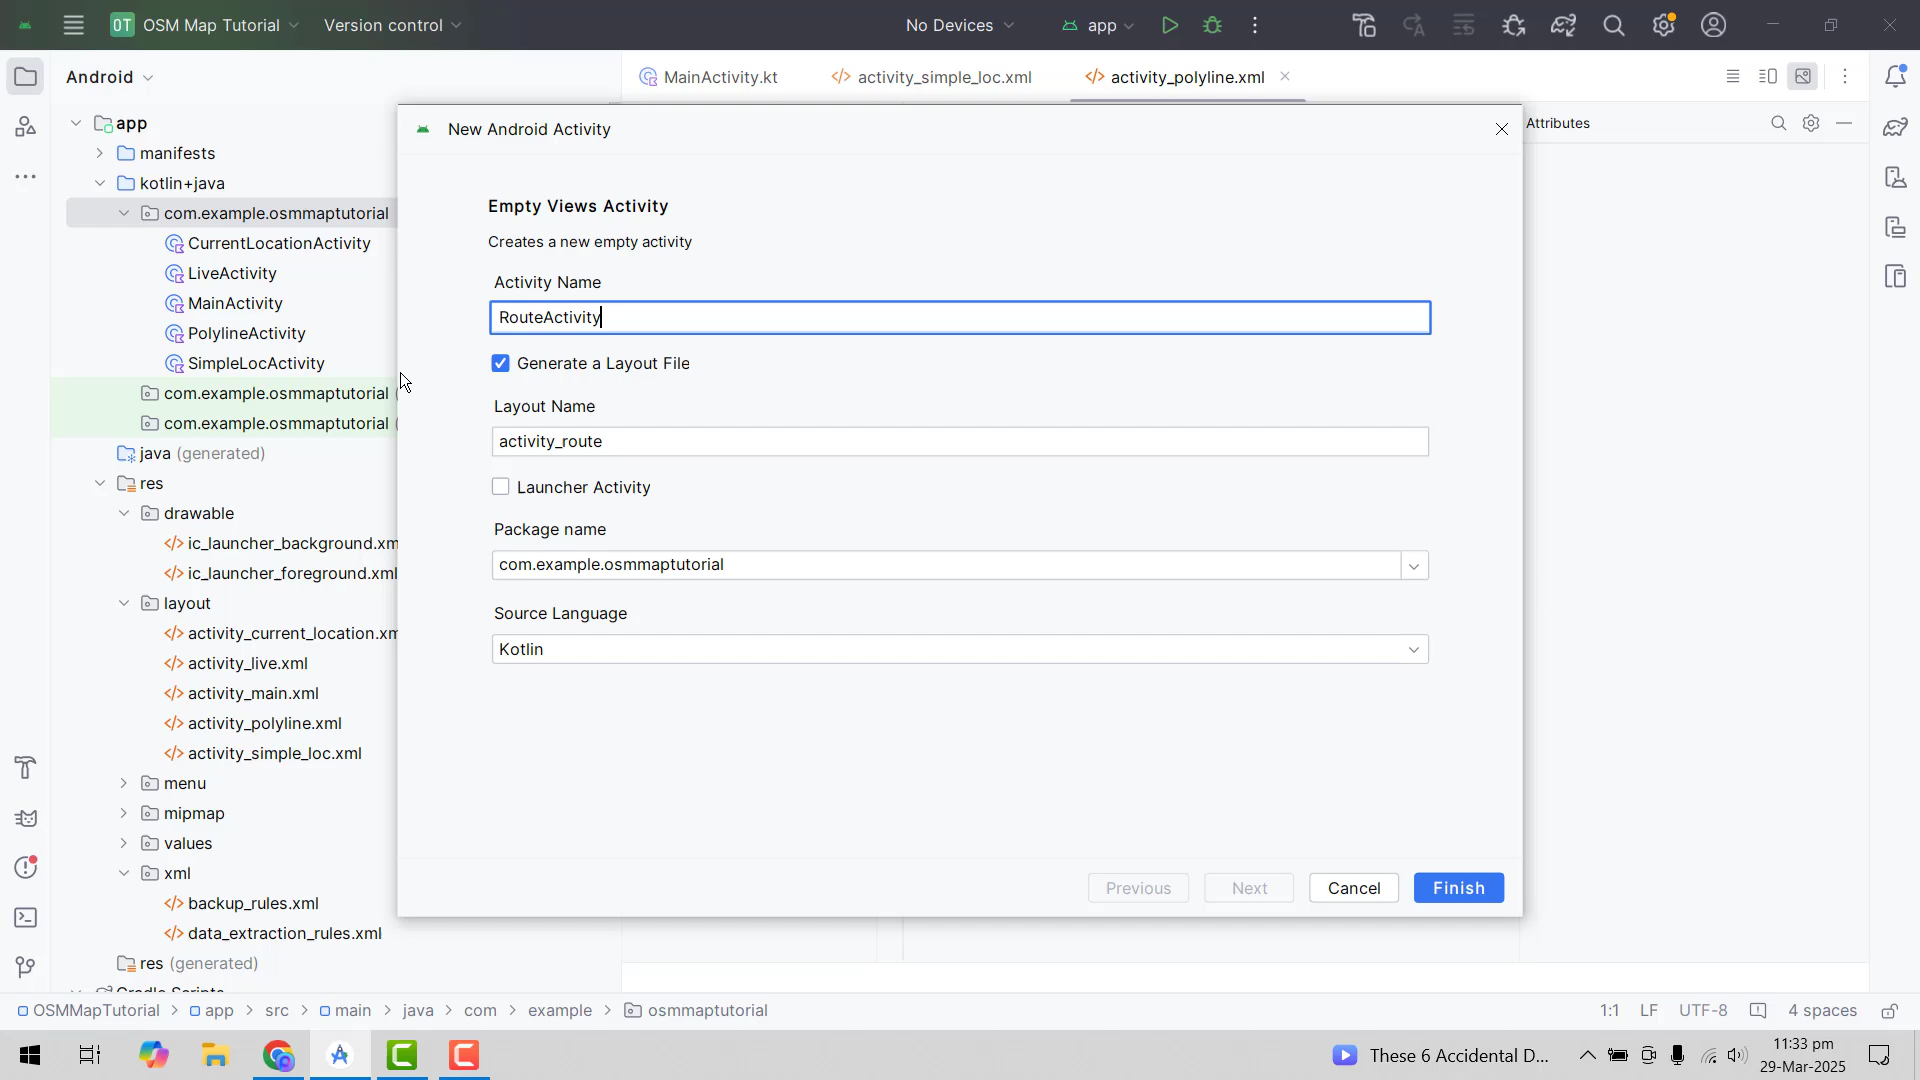 OT OSM Map Tutorial Version control No Devices app
Android
MainActivity.kt activity_simple_loc.xml activity_polyline.xml
app
manifests
kotlin+java
com.example.osmmaptutorial
CurrentLocationActivity
LiveActivity
MainActivity
PolylineActivity
SimpleLocActivity
com.example.osmmaptutorial (
com.example.osmmaptutorial (
java (generated)
res
drawable
ic_launcher_background.xm
ic_launcher_foreground.xml
layout
activity_current_location.xm
activity_live.xml
activity_main.xml
activity_polyline.xml
activity_simple_loc.xml
menu
mipmap
values
xml
backup_rules.xml
data_extraction_rules.xml
res (generated)
Gradle Scripts
New Android Activity
Empty Views Activity
Creates a new empty activity
Activity Name
RouteActivity
Generate a Layout File
Layout Name
activity_route
Launcher Activity
Package name
com.example.osmmaptutorial
Source Language
Kotlin
Previous Next Cancel Finish
Attributes
OSMMapTutorial > app > src > main > java > com > example > osmmaptutorial
1:1 LF UTF-8 4 spaces
These 6 Accidental D...
11:33 pm
29-Mar-2025